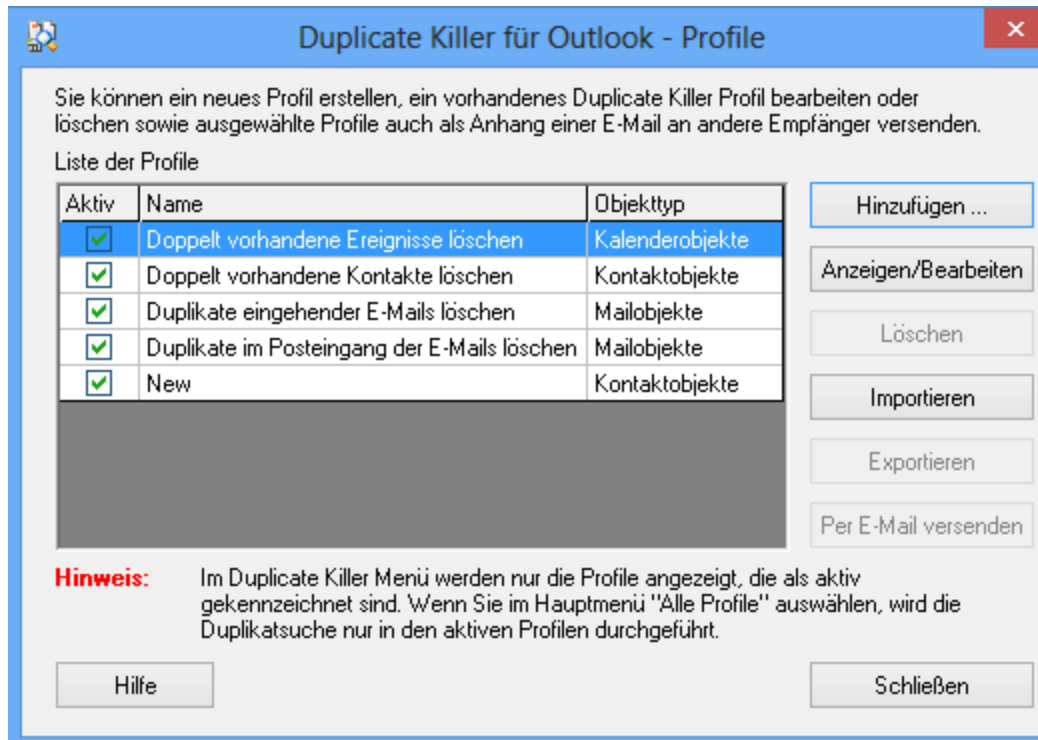 Duplicate Killer für Outlook - Profile
Sie können ein neues Profil erstellen, ein vorhandenes Duplicate Killer Profil bearbeiten oder
löschen sowie ausgewählte Profile auch als Anhang einer E-Mail an andere Empfänger versenden.
Liste der Profile
Aktiv Name Objekttyp
Doppelt vorhandene Ereignisse löschen Kalenderobjekte
Doppelt vorhandene Kontakte löschen Kontaktobjekte
Duplikate eingehender E-Mails löschen Mailobjekte
Duplikate im Posteingang der E-Mails löschen Mailobjekte
New Kontaktobjekte
Hinzufügen ...
Anzeigen/Bearbeiten
Löschen
Importieren
Exportieren
Per E-Mail versenden
Hinweis: Im Duplicate Killer Menü werden nur die Profile angezeigt, die als aktiv
gekennzeichnet sind. Wenn Sie im Hauptmenü "Alle Profile" auswählen, wird die
Duplikatsuche nur in den aktiven Profilen durchgeführt.
Hilfe
Schließen